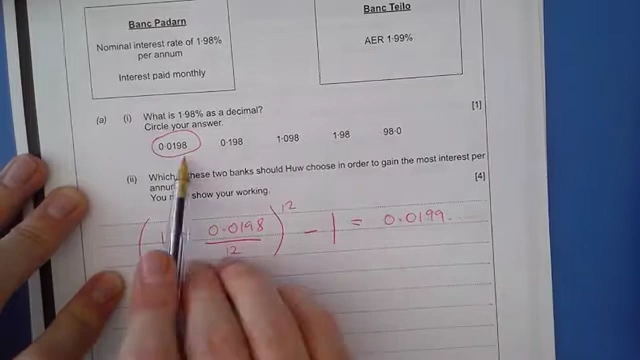 Banc Padarn
Nominal interest rate of 1·98%
per annum
Interest paid monthly
Banc Teilo
AER 1·99%
(a) (i) What is 1·98% as a decimal?
Circle your answer. [1]
0·0198 0·198 1·098 1·98 98·0
(ii) Which these two banks should Huw choose in order to gain the most interest per
annum
show your working. [4]
( 0.0198 / 12 )^12 - 1 = 0.0199..